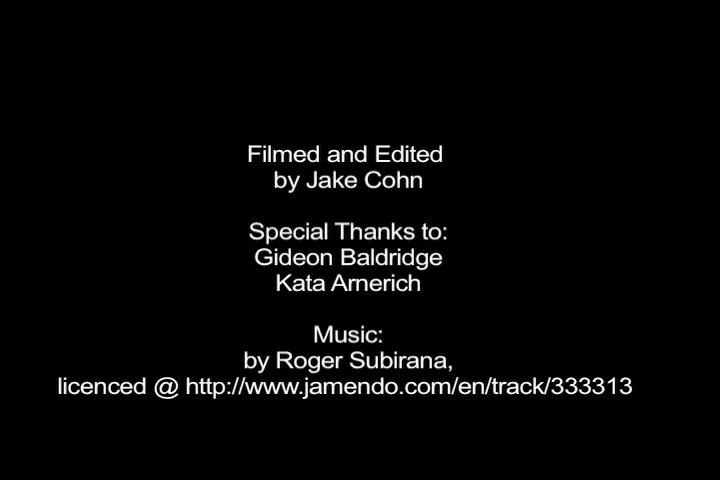 Filmed and Edited
by Jake Cohn
Special Thanks to:
Gideon Baldridge
Kata Arnerich
Music:
by Roger Subirana,
licenced @ http://www.jamendo.com/en/track/333313